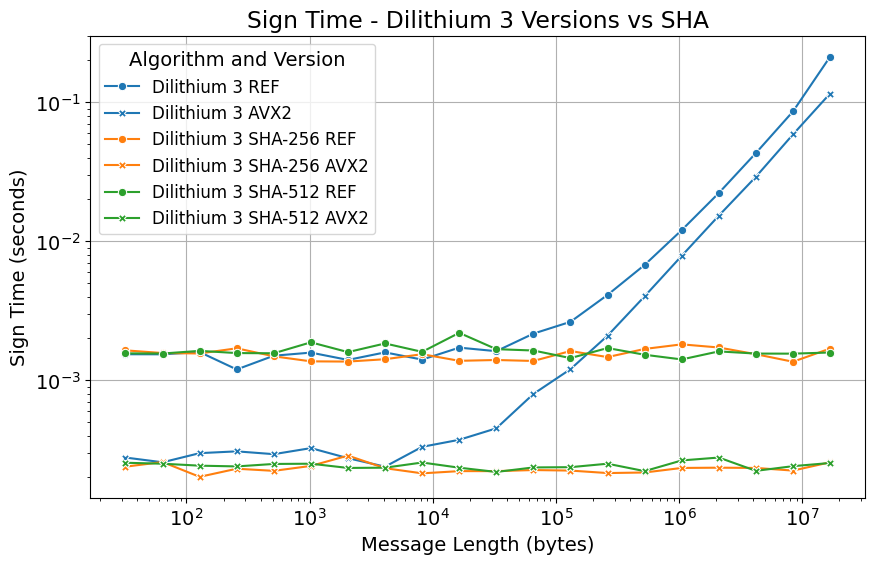 Sign Time - Dilithium 3 Versions vs SHA
Algorithm and Version
Dilithium 3 REF
Dilithium 3 AVX2
Dilithium 3 SHA-256 REF
Dilithium 3 SHA-256 AVX2
Dilithium 3 SHA-512 REF
Dilithium 3 SHA-512 AVX2
Sign Time (seconds)
10⁻¹
10⁻²
10⁻³
10² 10³ 10⁴ 10⁵ 10⁶ 10⁷
Message Length (bytes)